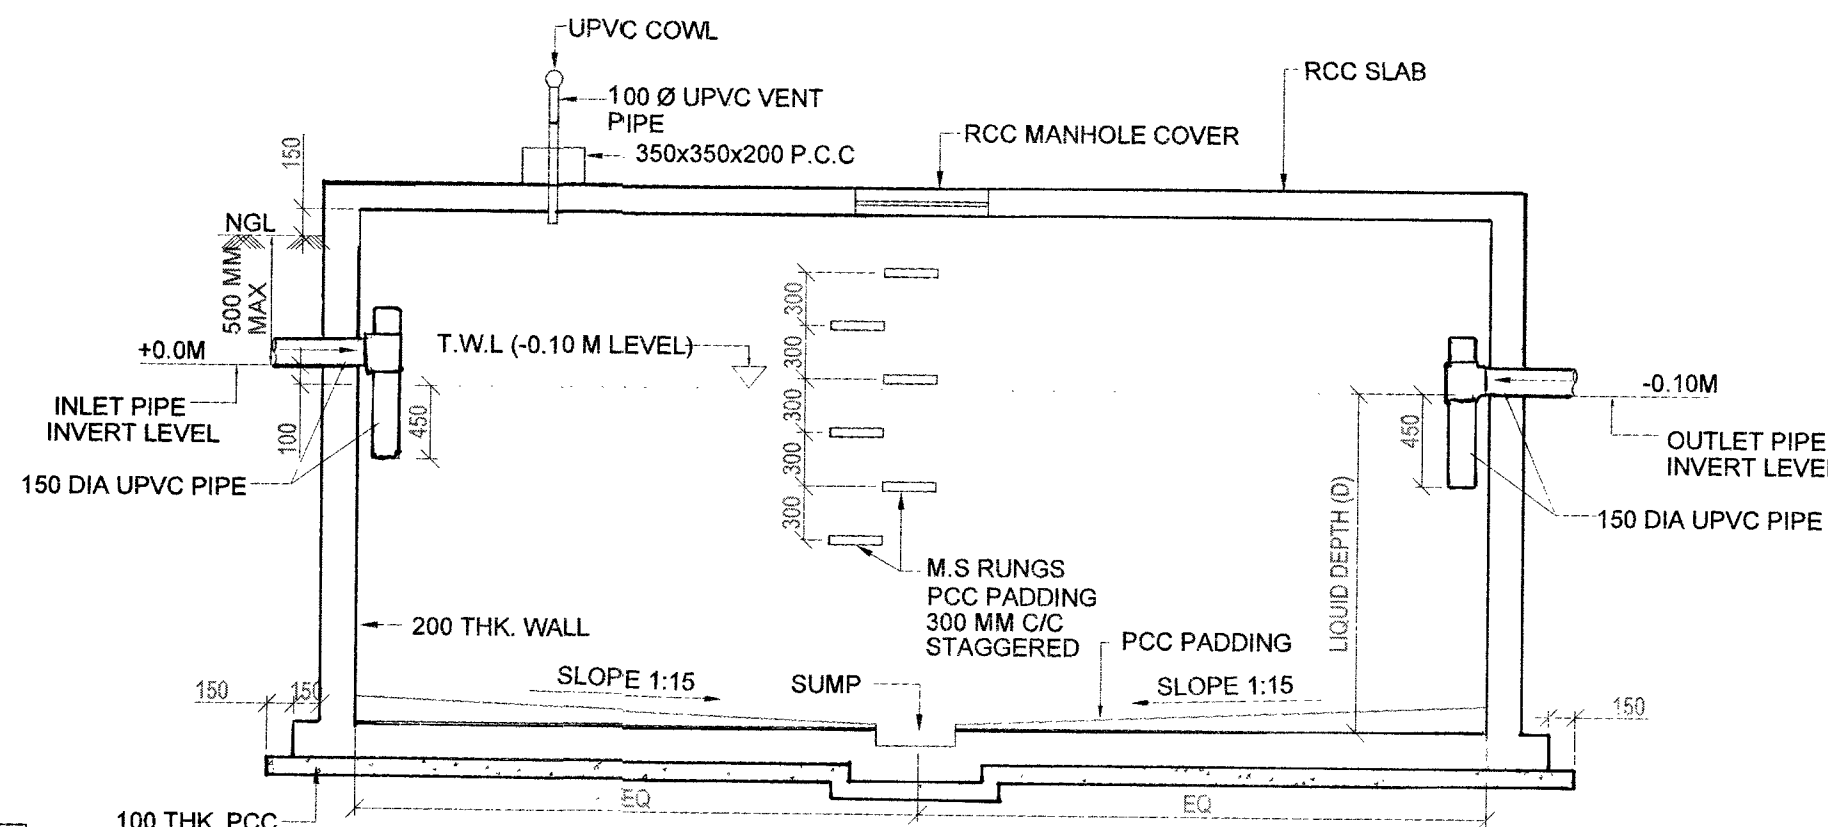 UPVC COWL
RCC SLAB
100 Ø UPVC VENT
PIPE
RCC MANHOLE COVER
350x350x200 P.C.C
150
NGL
500 MM
MAX
300
300
300
300
300
T.W.L (-0.10 M LEVEL)
+0.0M
-0.10M
INLET PIPE
INVERT LEVEL
100
450
450
OUTLET PIPE
INVERT LEVEL
150 DIA UPVC PIPE
150 DIA UPVC PIPE
LIQUID DEPTH (D)
M.S RUNGS
PCC PADDING
300 MM C/C
STAGGERED
200 THK. WALL
PCC PADDING
SLOPE 1:15
SUMP
SLOPE 1:15
150
150
150
EQ
EQ
100 THK. PCC